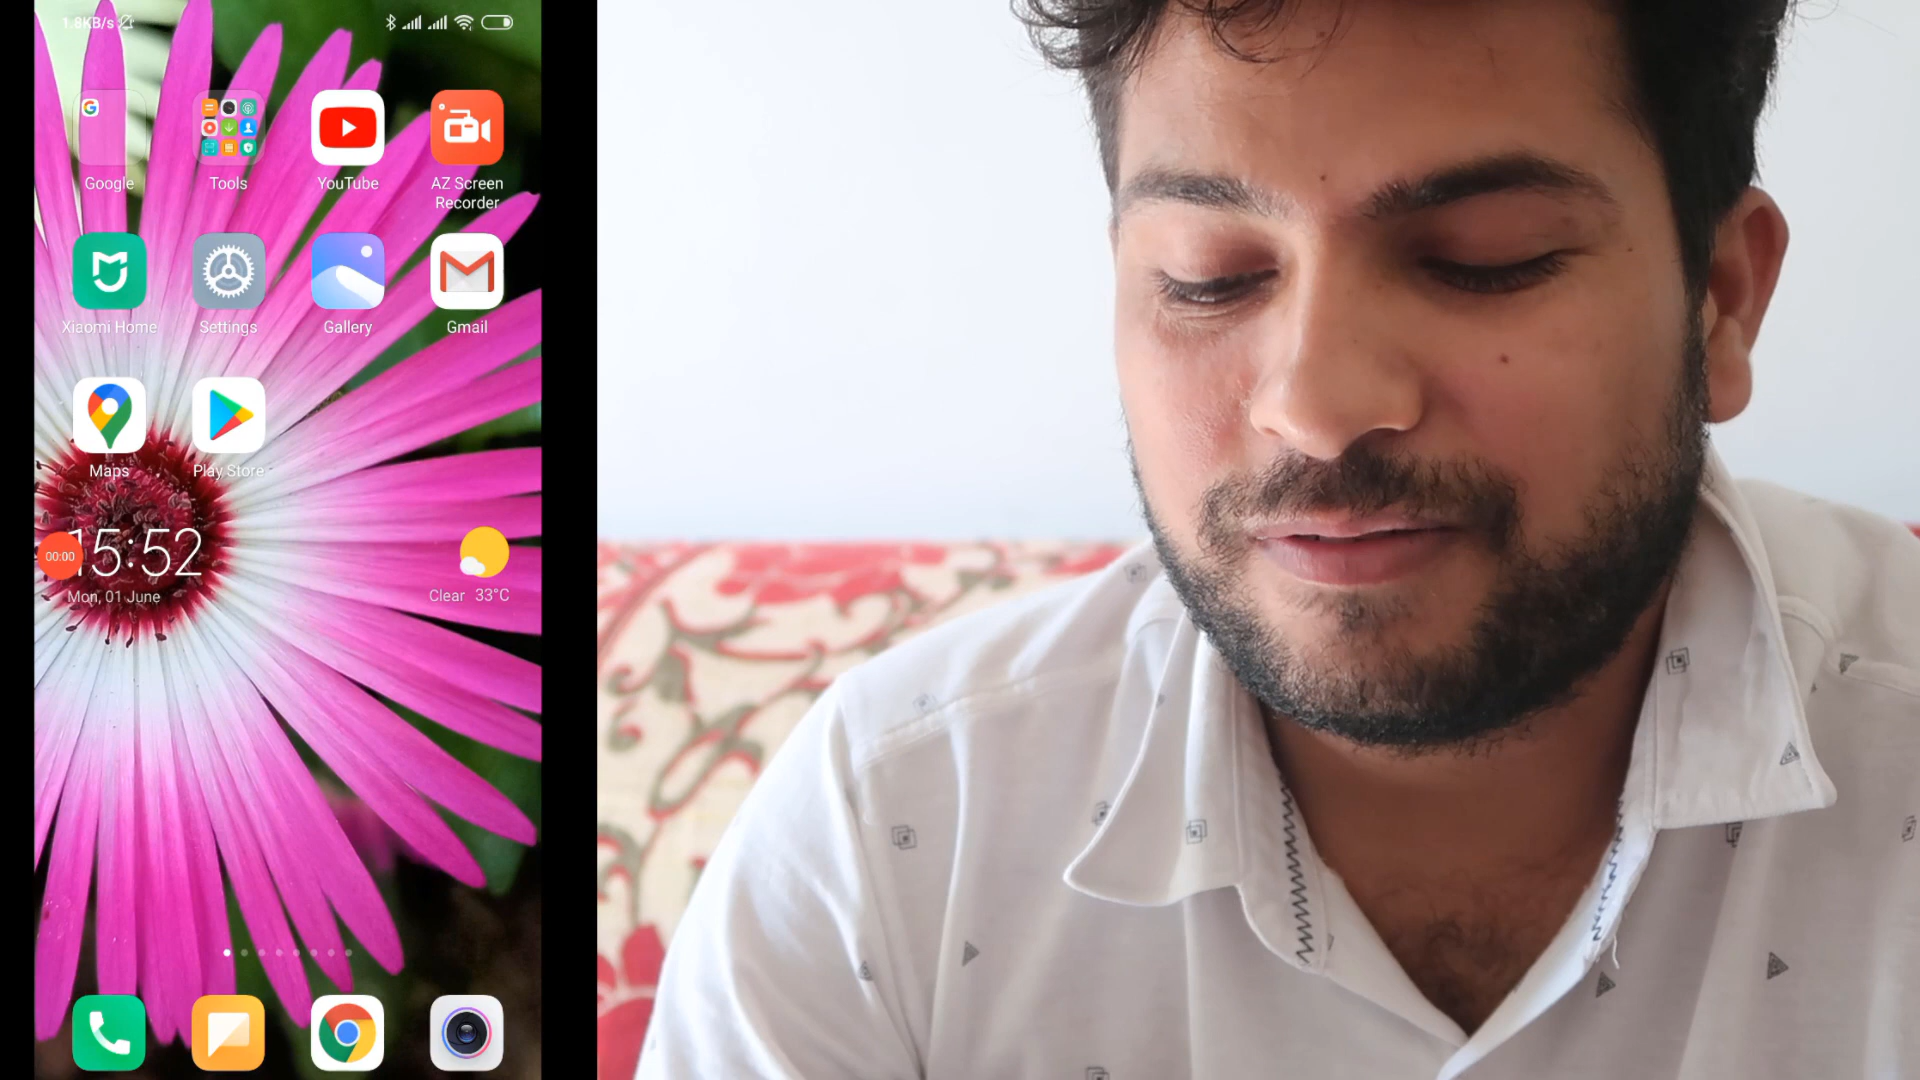 1.8KB/s
Google
Tools
YouTube
AZ Screen
Recorder
Xiaomi Home
Settings
Gallery
Gmail
Maps
Play Store
00:00
15:52
Mon, 01 June
Clear 33°C